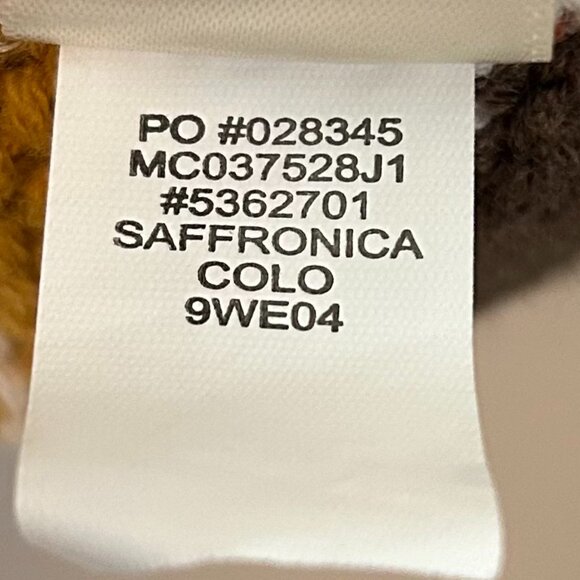 PO #028345
MC037528J1
#5362701
SAFFRONICA
COLO
9WE04